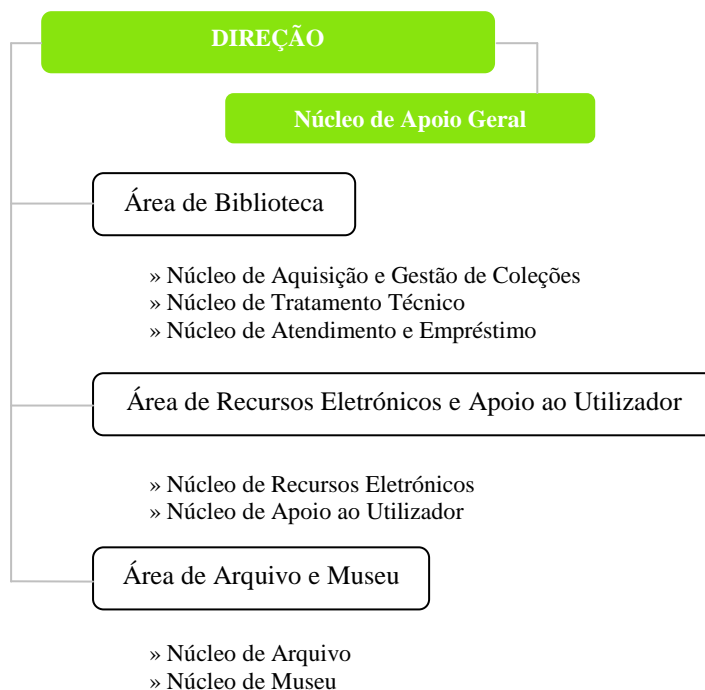 DIREÇÃO
Núcleo de Apoio Geral
Área de Biblioteca
» Núcleo de Aquisição e Gestão de Coleções
» Núcleo de Tratamento Técnico
» Núcleo de Atendimento e Empréstimo
Área de Recursos Eletrónicos e Apoio ao Utilizador
» Núcleo de Recursos Eletrónicos
» Núcleo de Apoio ao Utilizador
Área de Arquivo e Museu
» Núcleo de Arquivo
» Núcleo de Museu